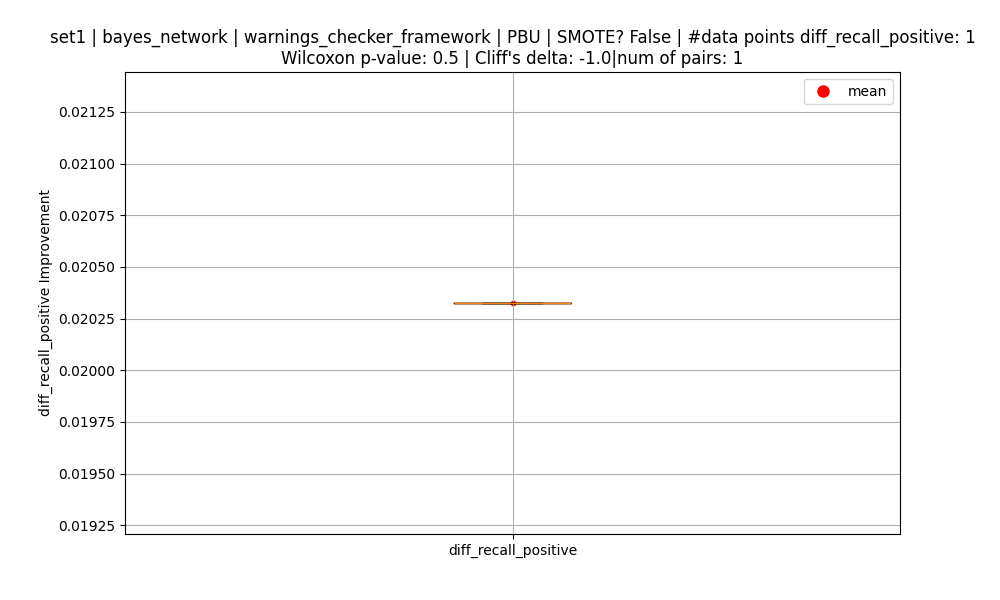 set1 | bayes_network | warnings_checker_framework | PBU | SMOTE? False | #data points diff_recall_positive: 1
Wilcoxon p-value: 0.5 | Cliff's delta: -1.0|num of pairs: 1
mean
0.02125
0.02100
0.02075
0.02050
0.02025
0.02000
0.01975
0.01950
0.01925
diff_recall_positive Improvement
diff_recall_positive